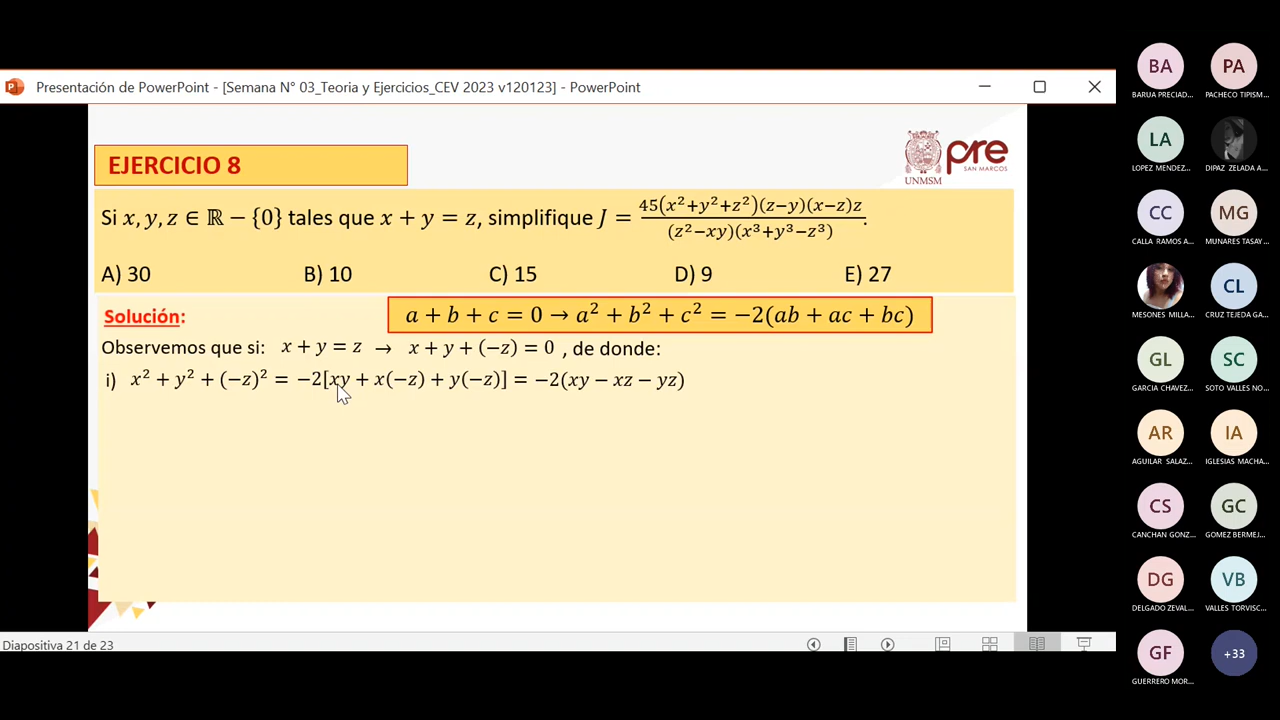 Presentación de PowerPoint - [Semana N° 03_Teoria y Ejercicios_CEV 2023 v120123] - PowerPoint
EJERCICIO 8
UNMSM
pre
SAN MARCOS
Si x, y, z ∈ ℝ − {0} tales que x + y = z, simplifique J = 45(x²+y²+z²)(z−y)(x−z)z / (z²−xy)(x³+y³−z³).
A) 30 B) 10 C) 15 D) 9 E) 27
Solución:
a + b + c = 0 → a² + b² + c² = −2(ab + ac + bc)
Observemos que si: x + y = z → x + y + (−z) = 0 , de donde:
i) x² + y² + (−z)² = −2[xy + x(−z) + y(−z)] = −2(xy − xz − yz)
Diapositiva 21 de 23
BA
BARUA PRECIAD...
PA
PACHECO TIPISM...
LA
LOPEZ MENDEZ...
DIPAZ ZELADA A...
CC
CALLA RAMOS A...
MG
MUNARES TASAY...
MESONES MILLA...
CL
CRUZ TEJEDA GA...
GL
GARCIA CHAVEZ...
SC
SOTO VALLES NO...
AR
AGUILAR SALAZ...
IA
IGLESIAS MACHA...
CS
CANCHAN GONZ...
GC
GOMEZ BERMEJ...
DG
DELGADO ZEVAL...
VB
VALLES TORVISC...
GF
GUERRERO MOR...
+33